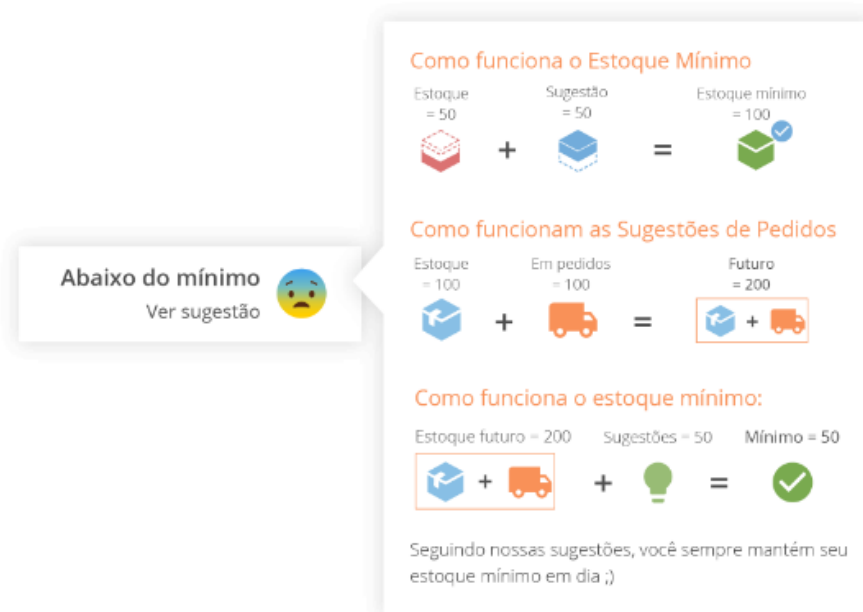 Abaixo do mínimo
Ver sugestão
Como funciona o Estoque Mínimo
Estoque Sugestão Estoque mínimo
= 50 = 50 = 100
+ =
Como funcionam as Sugestões de Pedidos
Estoque Em pedidos Futuro
= 100 = 100 = 200
+ = +
Como funciona o estoque mínimo:
Estoque futuro = 200 Sugestões = 50 Mínimo = 50
+ + =
Seguindo nossas sugestões, você sempre mantém seu
estoque mínimo em dia ;)